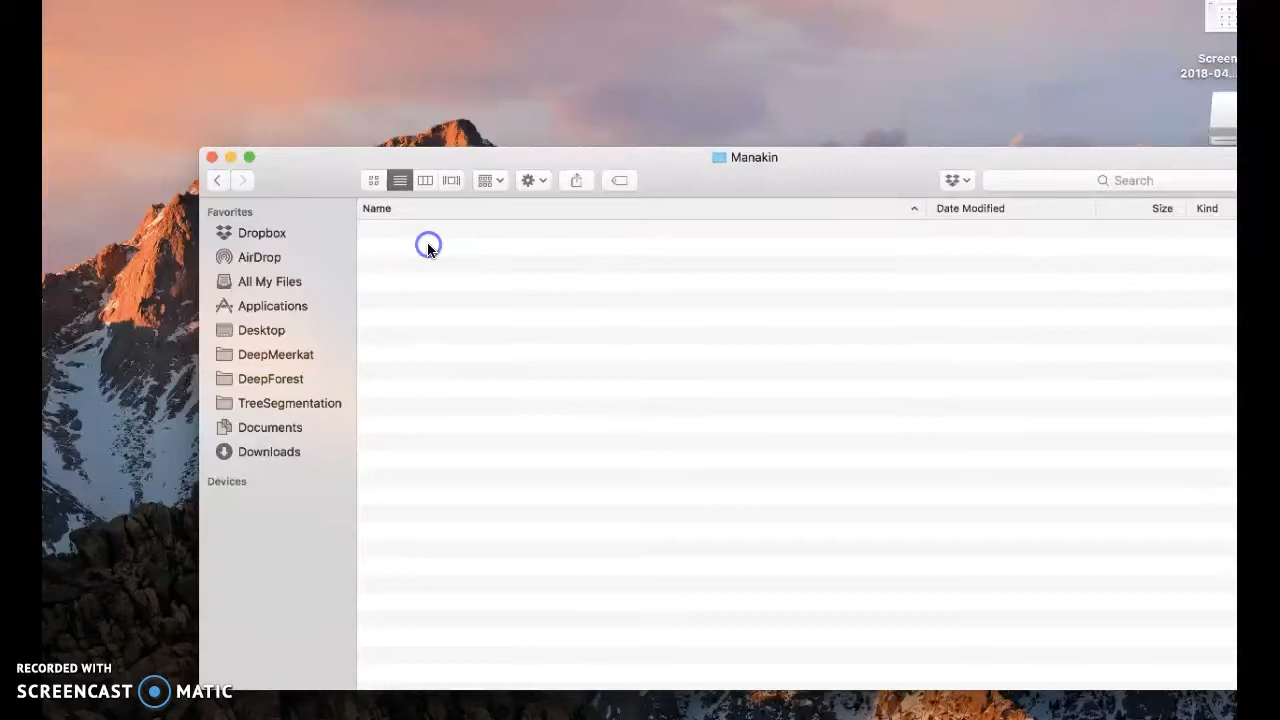 Screen
2018-04...
Manakin
Search
Favorites
Name
Date Modified
Size
Kind
Dropbox
AirDrop
All My Files
Applications
Desktop
DeepMeerkat
DeepForest
TreeSegmentation
Documents
Downloads
Devices
RECORDED WITH
SCREENCAST MATIC